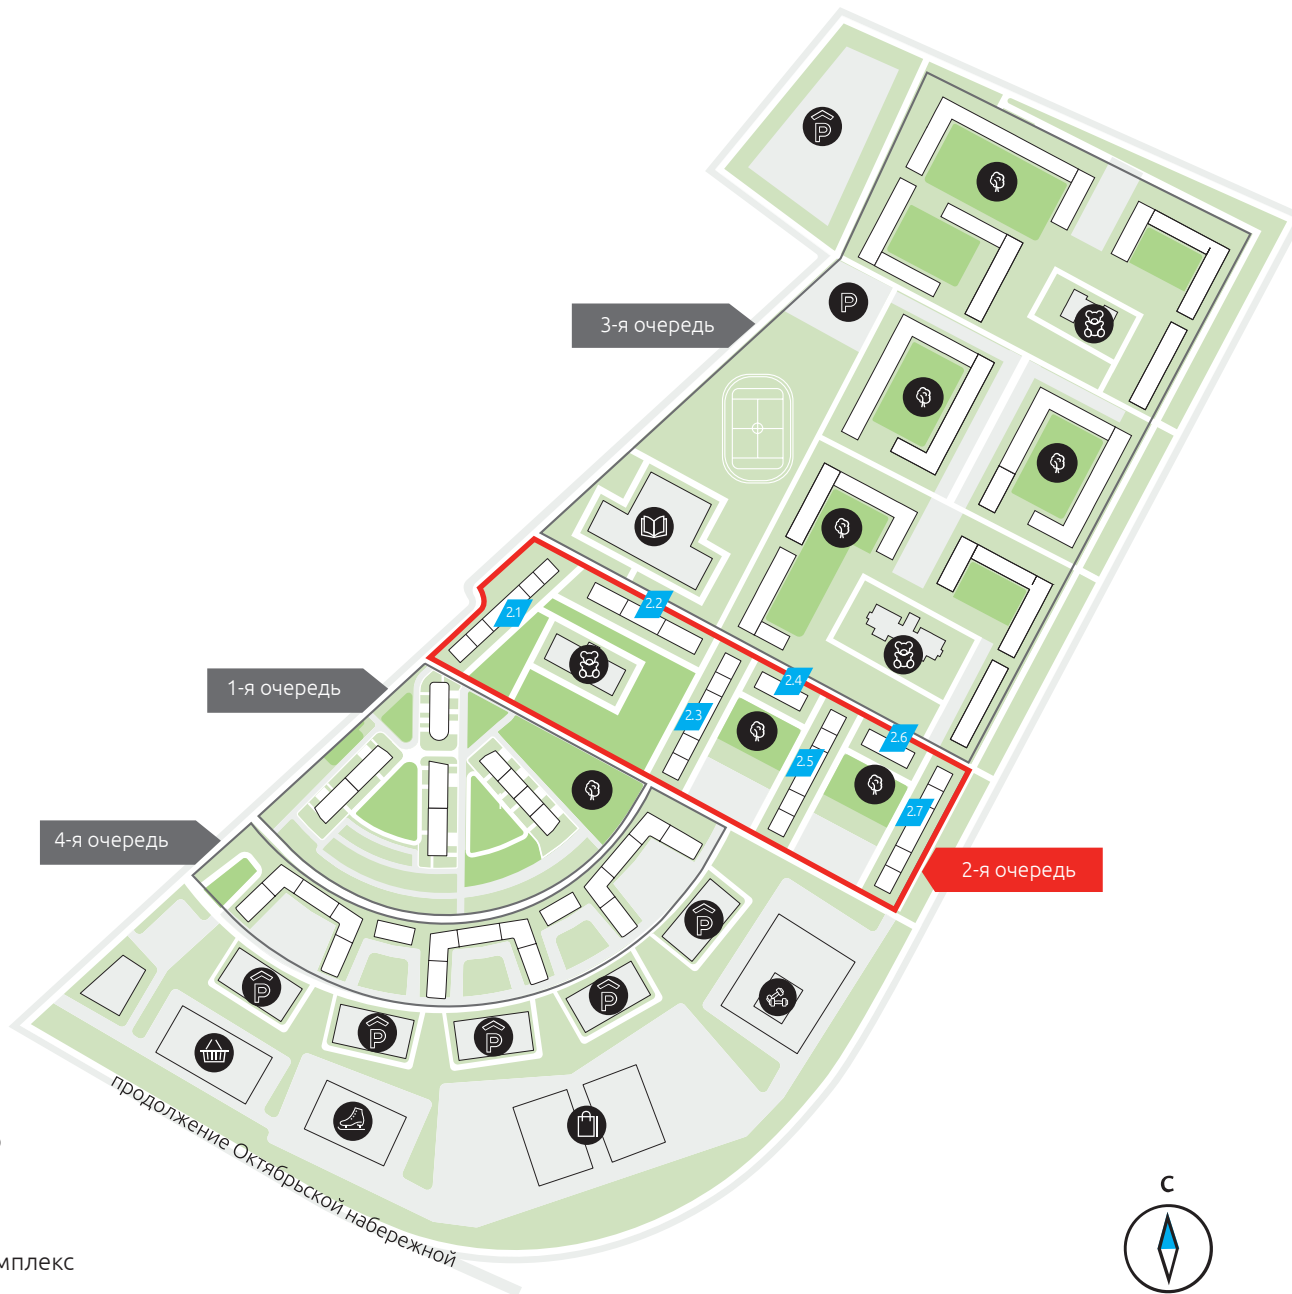 P
P
3-я очередь
2.1
2.2
2.4
1-я очередь
2.3
2.6
2.5
2.7
4-я очередь
2-я очередь
P
P
P
P
P
продолжение Октябрьской набережной
С
мплекс